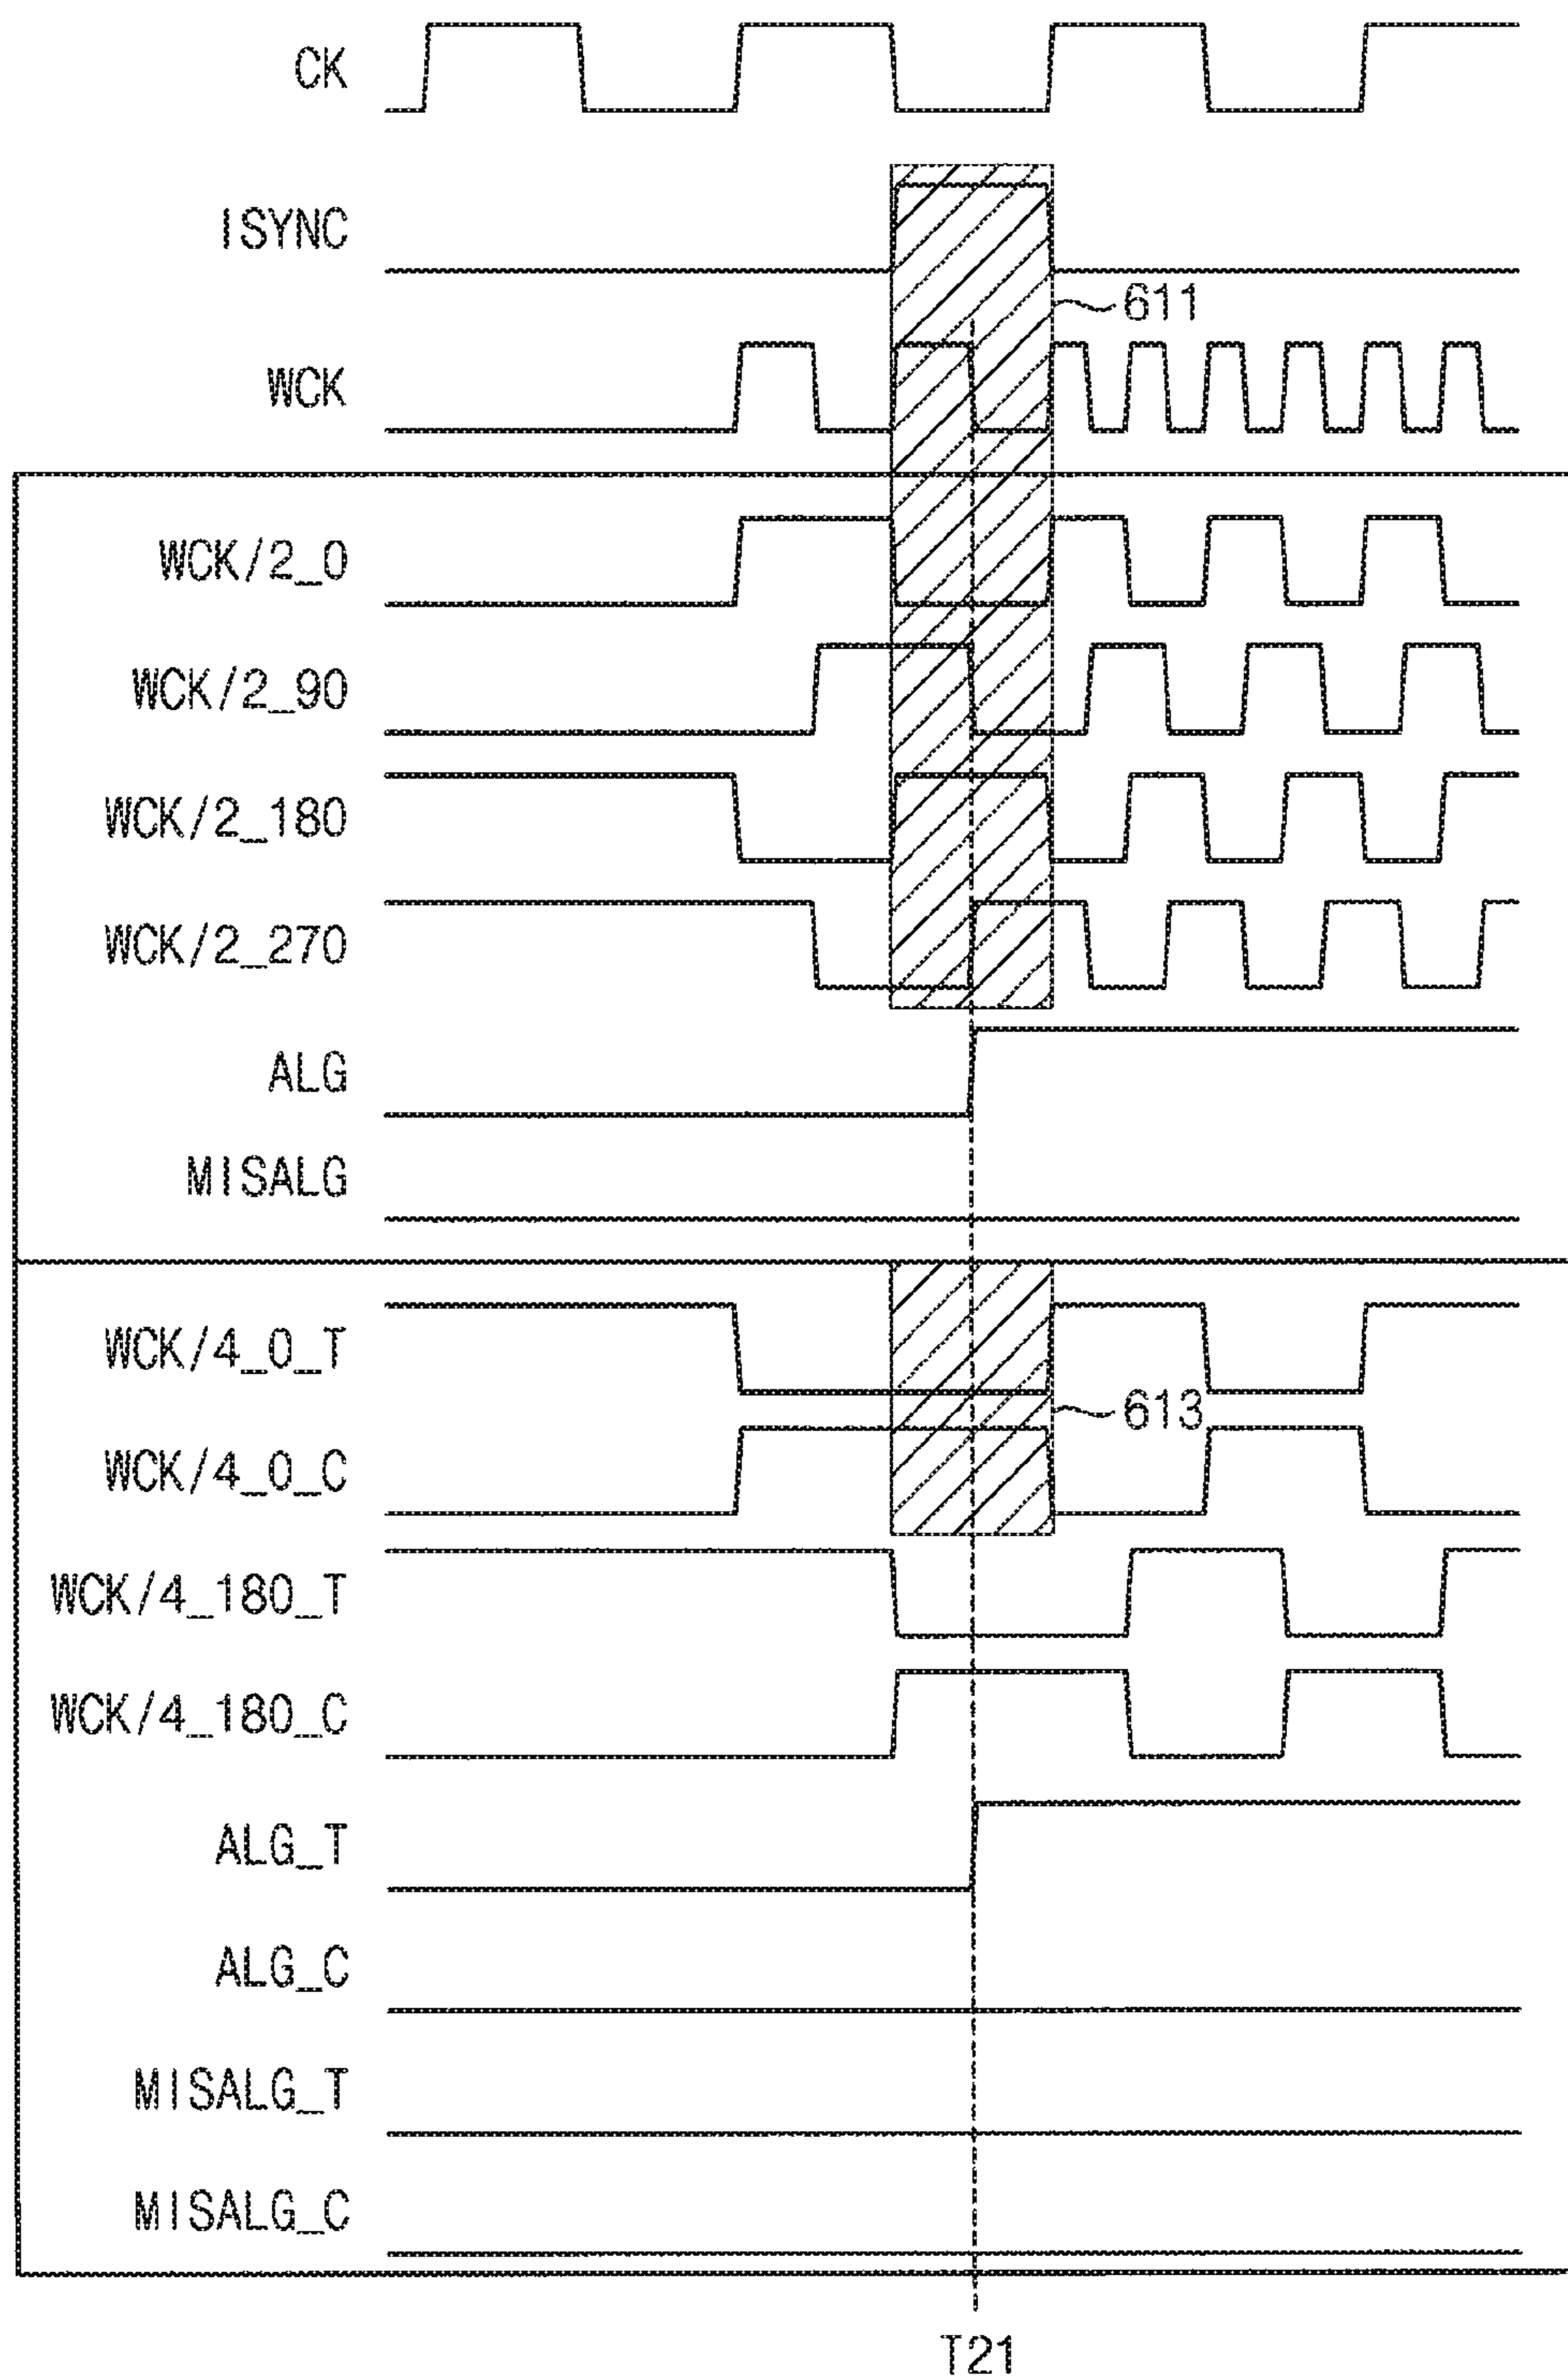 CK
ISYNC
611
WCK
WCK/2_0
WCK/2_90
WCK/2_180
WCK/2_270
ALG
MISALG
WCK/4_0_T
613
WCK/4_0_C
WCK/4_180_T
WCK/4_180_C
ALG_T
ALG_C
MISALG_T
MISALG_C
T21